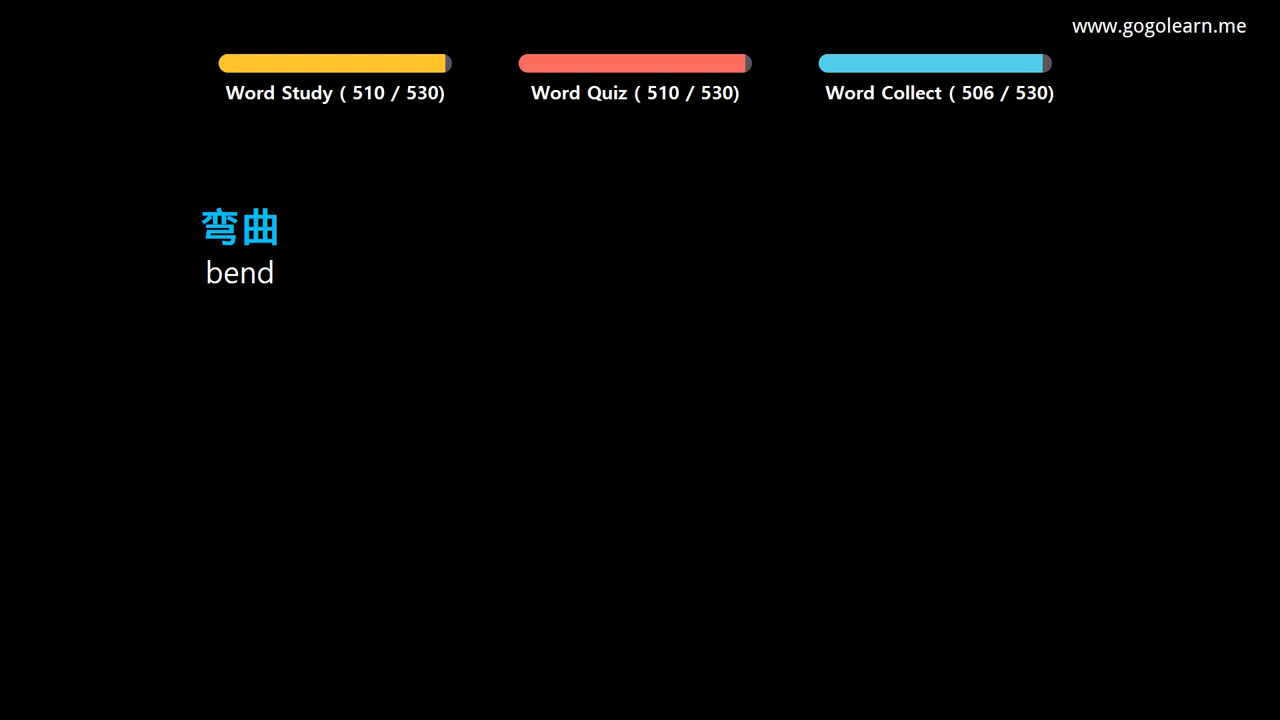 www.gogolearn.me
Word Study ( 510 / 530)
Word Quiz ( 510 / 530)
Word Collect ( 506 / 530)
弯曲
bend